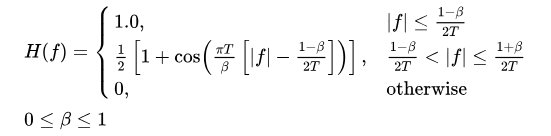 H(f) = { 1.0, |f| ≤ (1−β)/(2T)
1/2 [1 + cos(πT/β [|f| − (1−β)/(2T)])], (1−β)/(2T) < |f| ≤ (1+β)/(2T)
0, otherwise
0 ≤ β ≤ 1